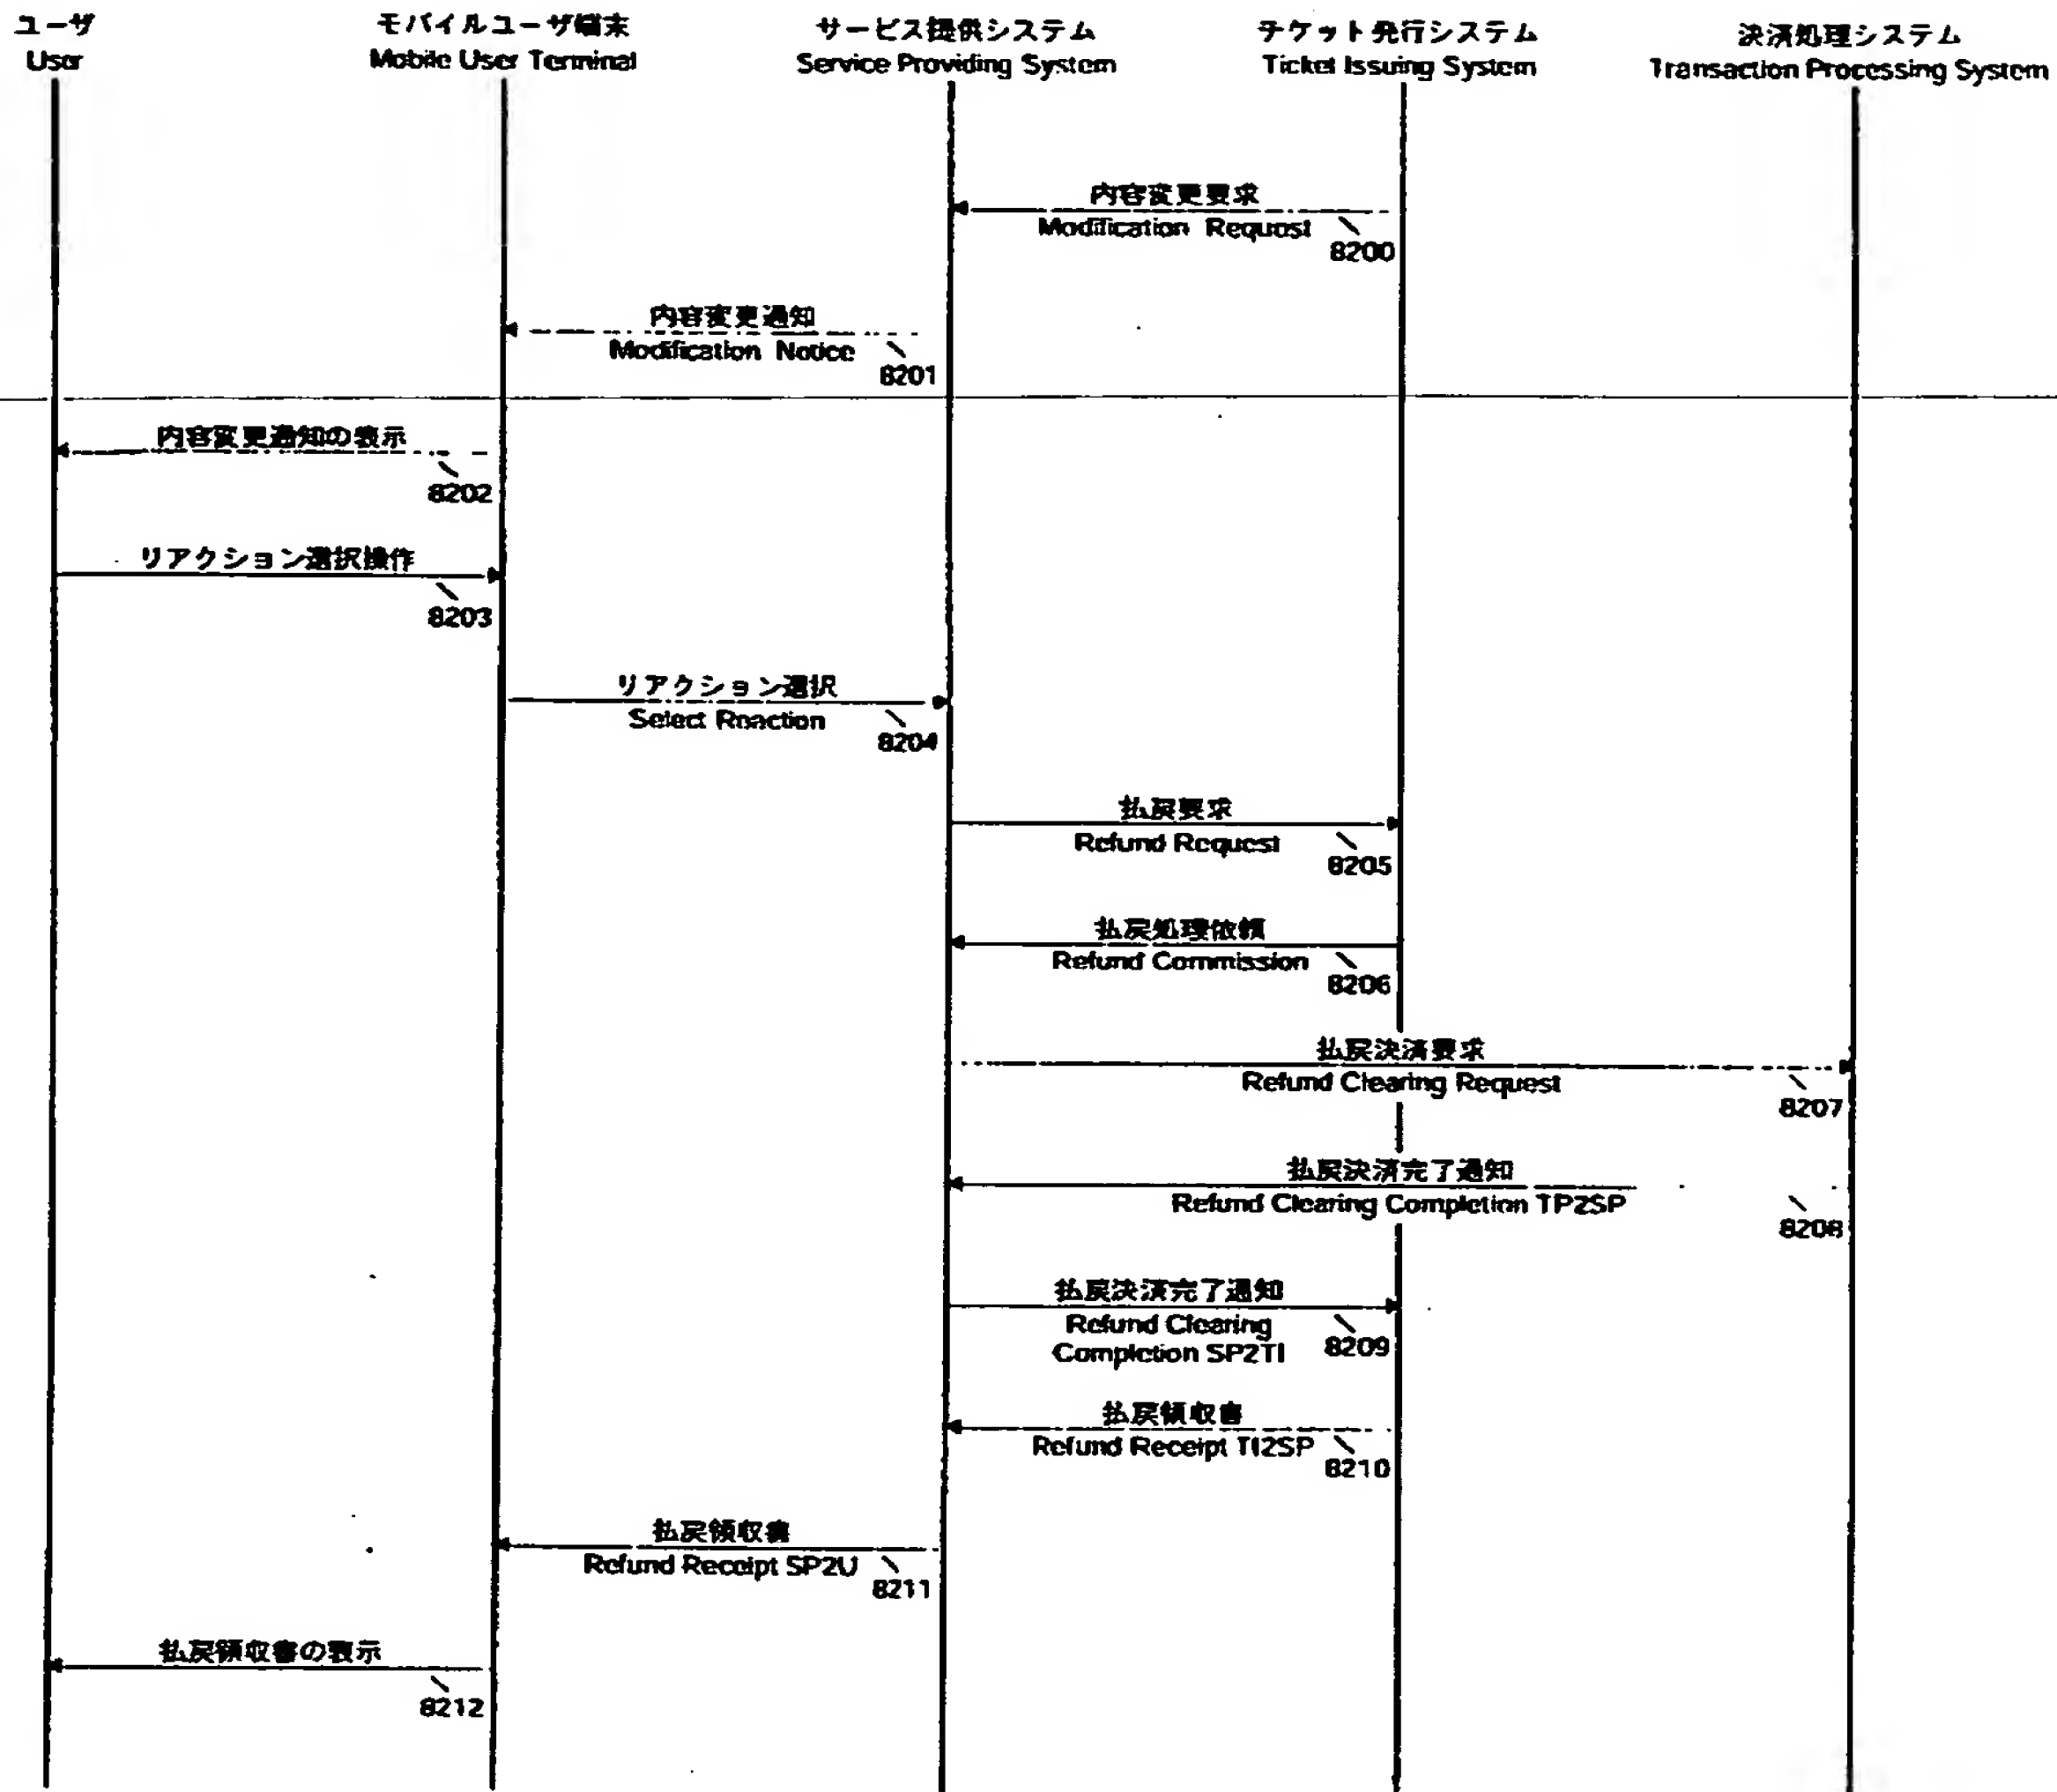 ユーザ
User
モバイルユーザ端末
Mobile User Terminal
サービス提供システム
Service Providing System
チケット発行システム
Ticket Issuing System
決済処理システム
Transaction Processing System
内容変更要求
Modification Request
8200
内容変更通知
Modification Notice
8201
内容変更通知の表示
8202
リアクション選択操作
8203
リアクション選択
Select Reaction
8204
払戻要求
Refund Request
8205
払戻処理依頼
Refund Commission
8206
払戻決済要求
Refund Clearing Request
8207
払戻決済完了通知
Refund Clearing Completion TP2SP
8208
払戻決済完了通知
Refund Clearing
Completion SP2TI
8209
払戻領収書
Refund Receipt TI2SP
8210
払戻領収書
Refund Receipt SP2U
8211
払戻領収書の表示
8212